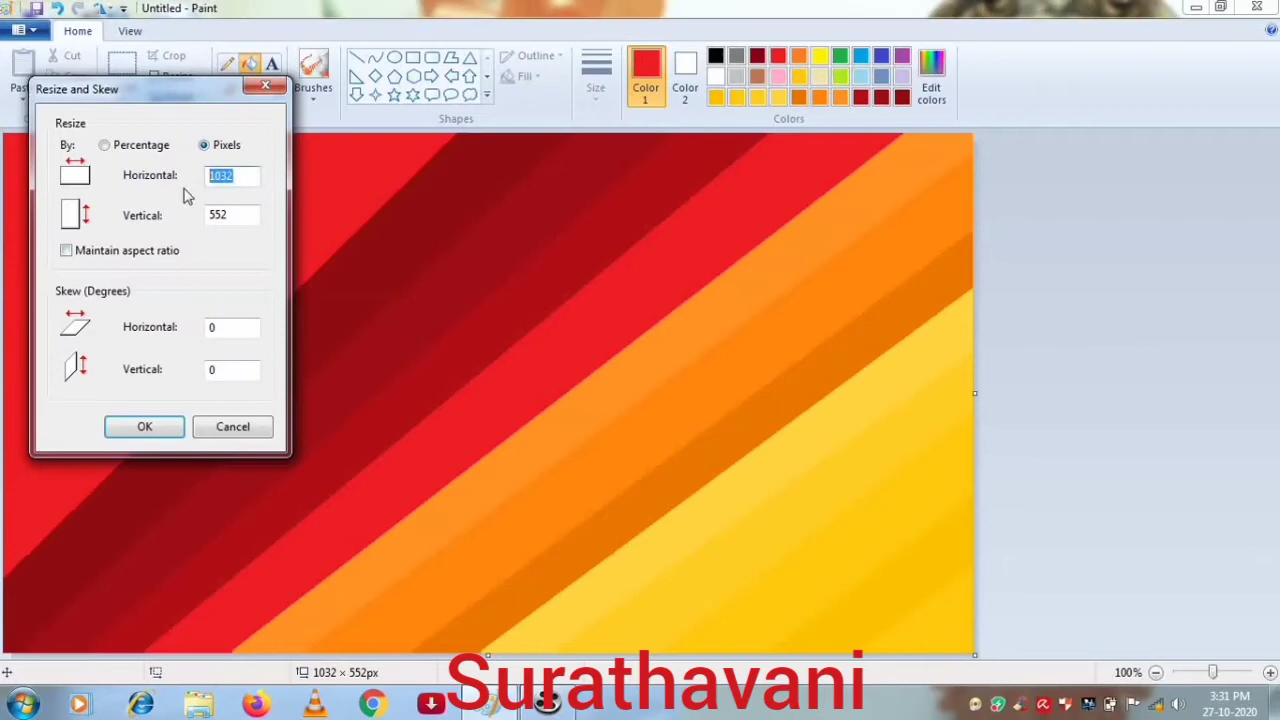 Untitled - Paint
Home View
Cut
Crop
Outline
Fill
Brushes
Size
Color 1
Color 2
Edit colors
Shapes
Colors
Resize and Skew
Resize
By: Percentage Pixels
Horizontal: 1032
Vertical: 552
Maintain aspect ratio
Skew (Degrees)
Horizontal: 0
Vertical: 0
OK Cancel
1032 × 552px
100%
Surathavani
3:31 PM
27-10-2020